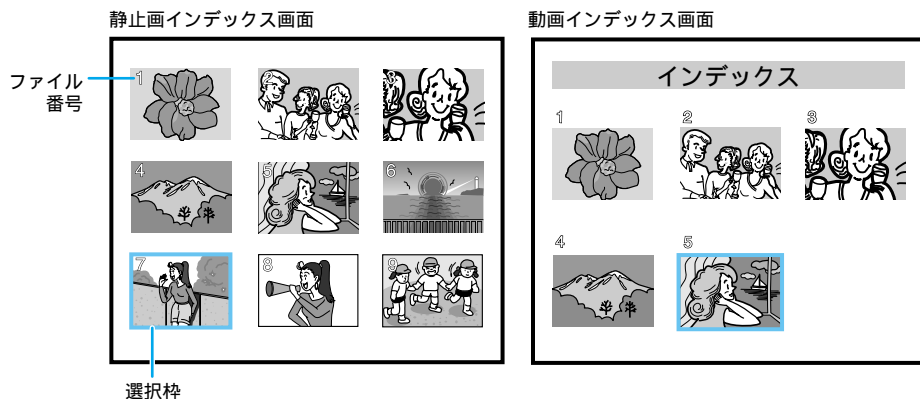 静止画インデックス画面
動画インデックス画面
ファイル
番号
1 2 3
4 5 6
7 8 9
選択枠
インデックス
1 2 3
4 5